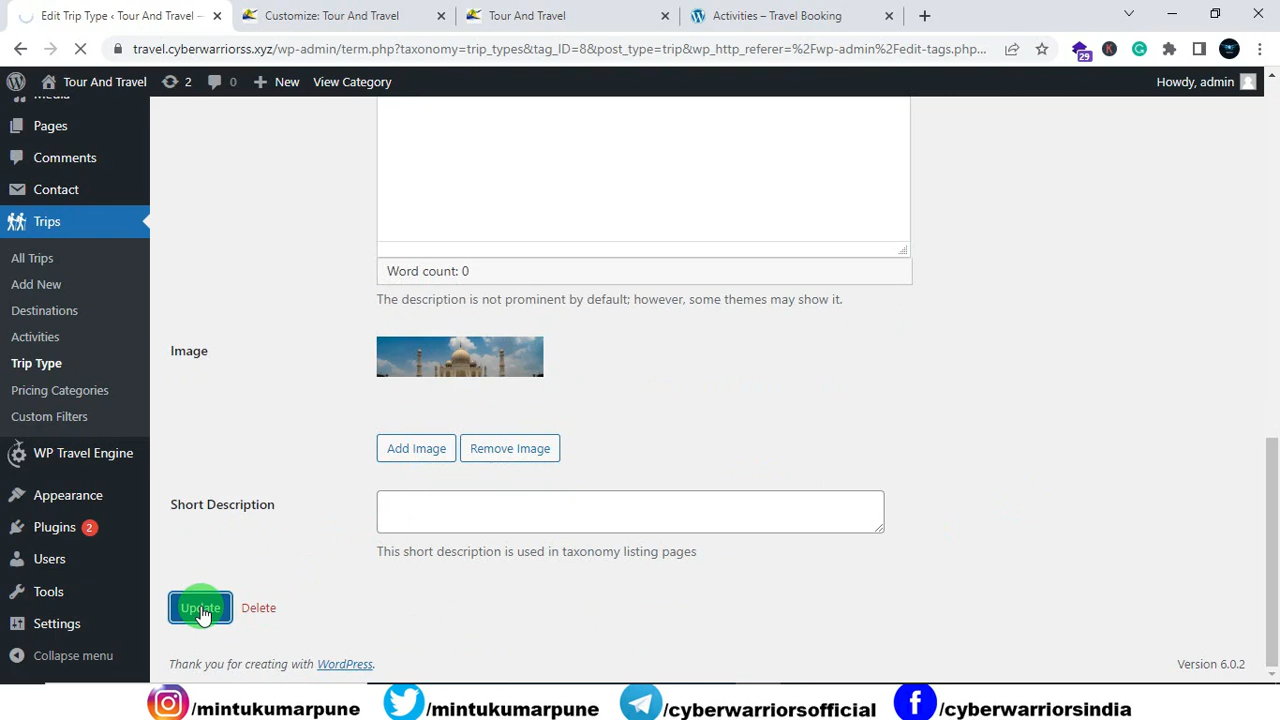 Edit Trip Type ‹ Tour And Travel —
Customize: Tour And Travel
Tour And Travel
Activities – Travel Booking
travel.cyberwarriorss.xyz/wp-admin/term.php?taxonomy=trip_types&tag_ID=8&post_type=trip&wp_http_referer=%2Fwp-admin%2Fedit-tags.php...
29
K
Tour And Travel
2
0
New
View Category
Howdy, admin
Media
Pages
Comments
Contact
Trips
All Trips
Add New
Destinations
Activities
Trip Type
Pricing Categories
Custom Filters
WP Travel Engine
Appearance
Plugins 2
Users
Tools
Settings
Collapse menu
Word count: 0
The description is not prominent by default; however, some themes may show it.
Image
Add Image
Remove Image
Short Description
This short description is used in taxonomy listing pages
Update
Delete
Thank you for creating with WordPress.
Version 6.0.2
/mintukumarpune
/mintukumarpune
/cyberwarriorsofficial
/cyberwarriorsindia